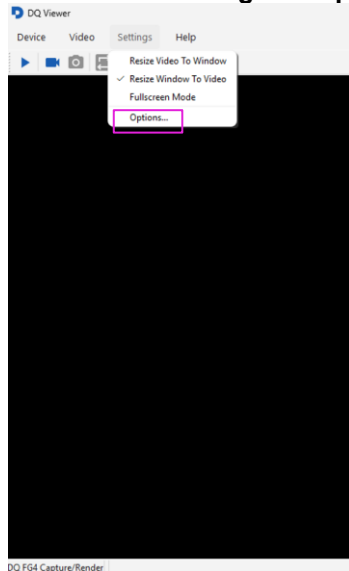 DQ Viewer
Device Video Settings Help
Resize Video To Window
✓ Resize Window To Video
Fullscreen Mode
Options...
DQ FG4 Capture/Render